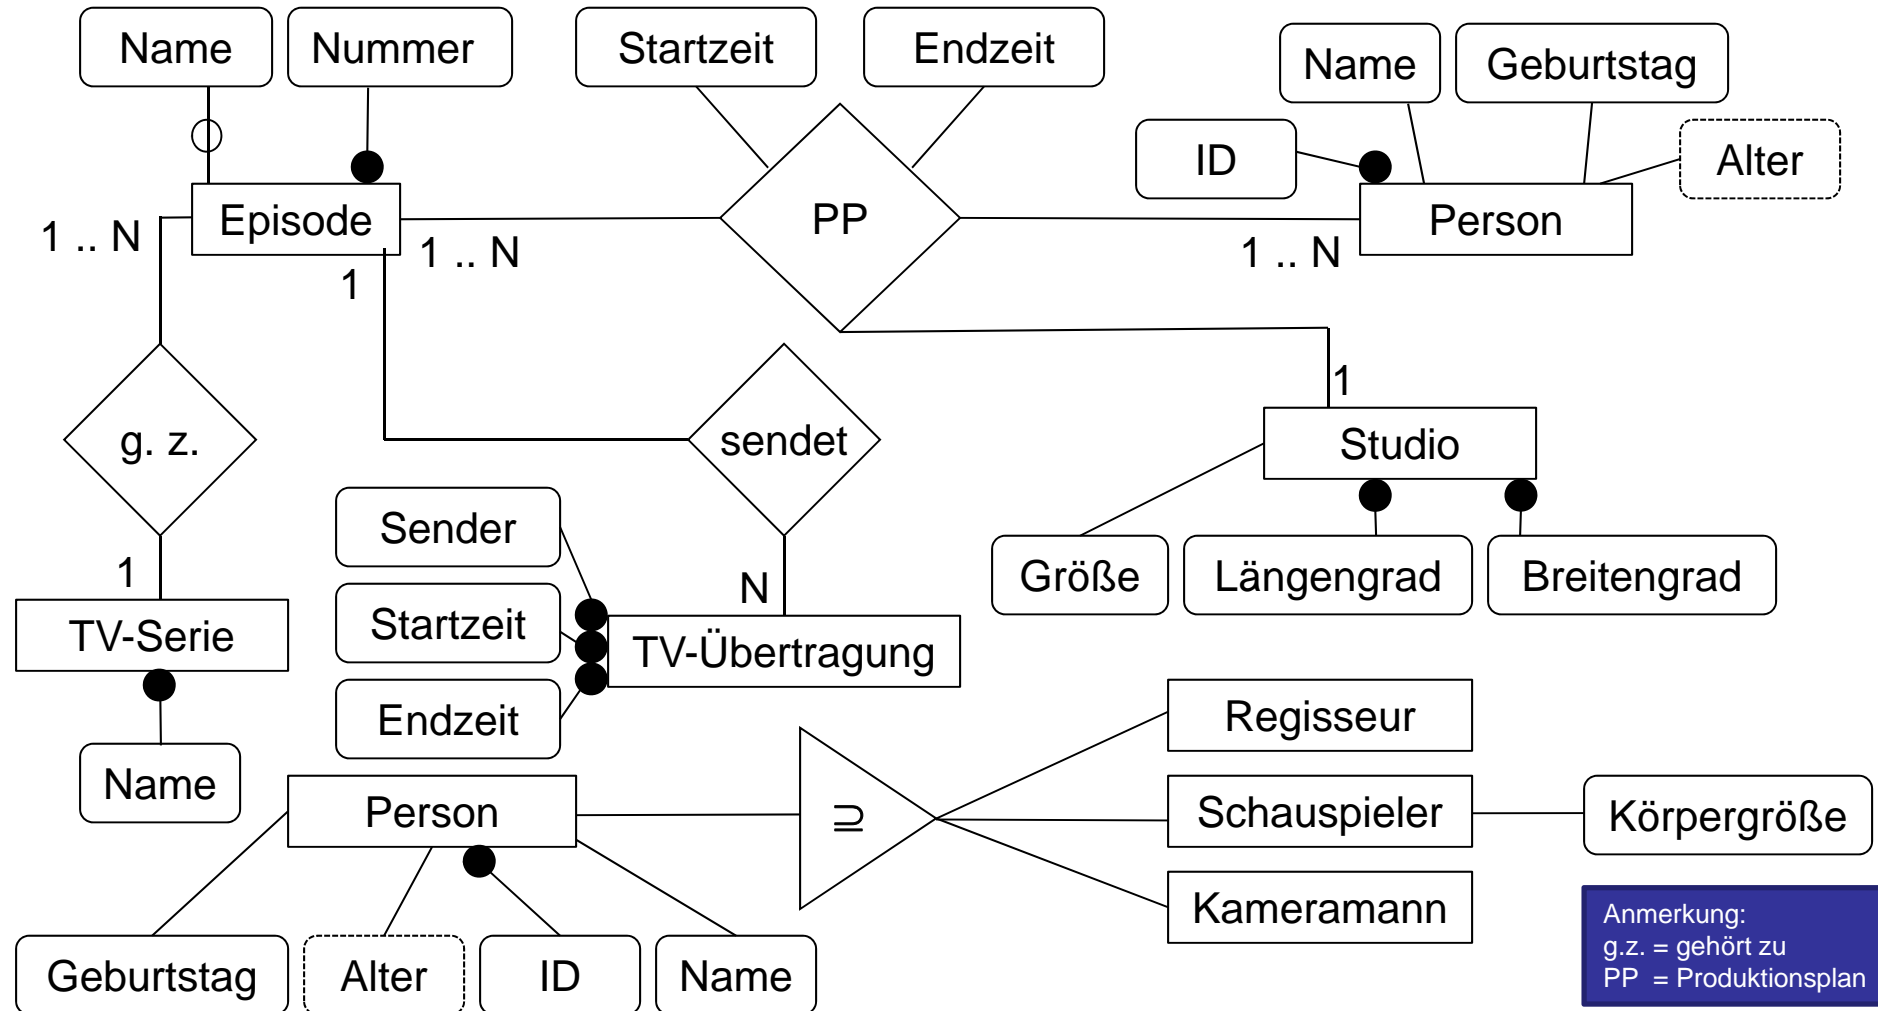 Name
Nummer
Startzeit
Endzeit
Name
Geburtstag
ID
Alter
1 .. N
Episode
1 .. N
PP
1 .. N
Person
1
1
g. z.
sendet
Studio
Sender
1
N
Größe
Längengrad
Breitengrad
TV-Serie
Startzeit
TV-Übertragung
Endzeit
Regisseur
Name
Person
⊇
Schauspieler
Körpergröße
Kameramann
Geburtstag
Alter
ID
Name
Anmerkung:
g.z. = gehört zu
PP = Produktionsplan